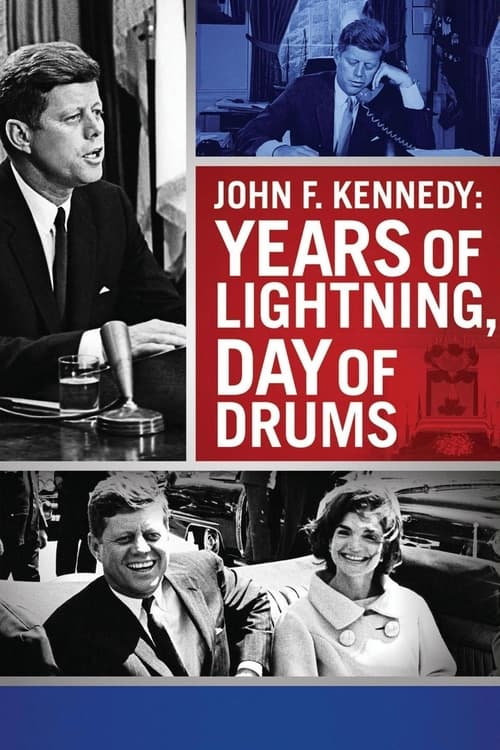 JOHN F. KENNEDY:
YEARS OF
LIGHTNING,
DAY OF
DRUMS